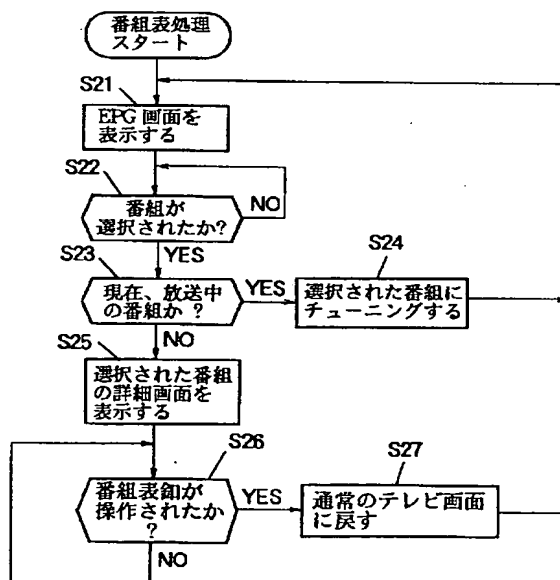 番組表処理
スタート
S21
EPG 画面を
表示する
S22
番組が
選択されたか?
NO
YES
S23
現在、放送中
の番組か ?
YES
S24
選択された番組に
チューニングする
NO
S25
選択された番組
の詳細画面を
表示する
S26
番組表釦が
操作されたか
?
YES
S27
通常のテレビ画面
に戻す
NO